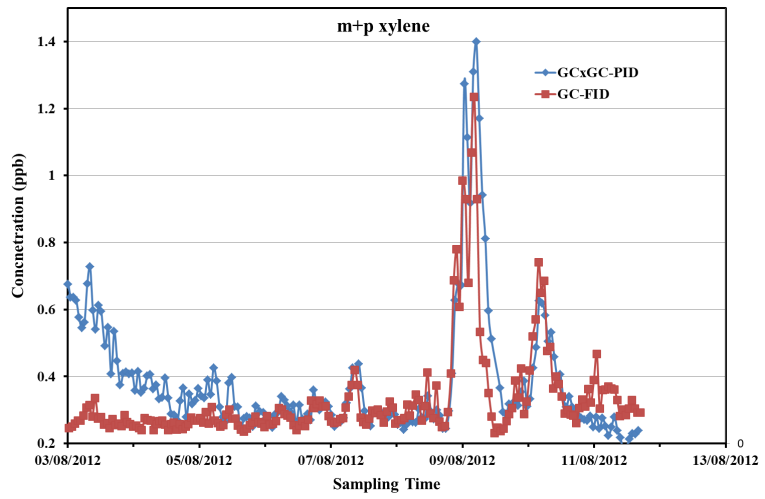 m+p xylene
GCxGC-PID
GC-FID
1.4
1.2
1
0.8
0.6
0.4
0.2
0
Concnetration (ppb)
03/08/2012 05/08/2012 07/08/2012 09/08/2012 11/08/2012 13/08/2012
Sampling Time